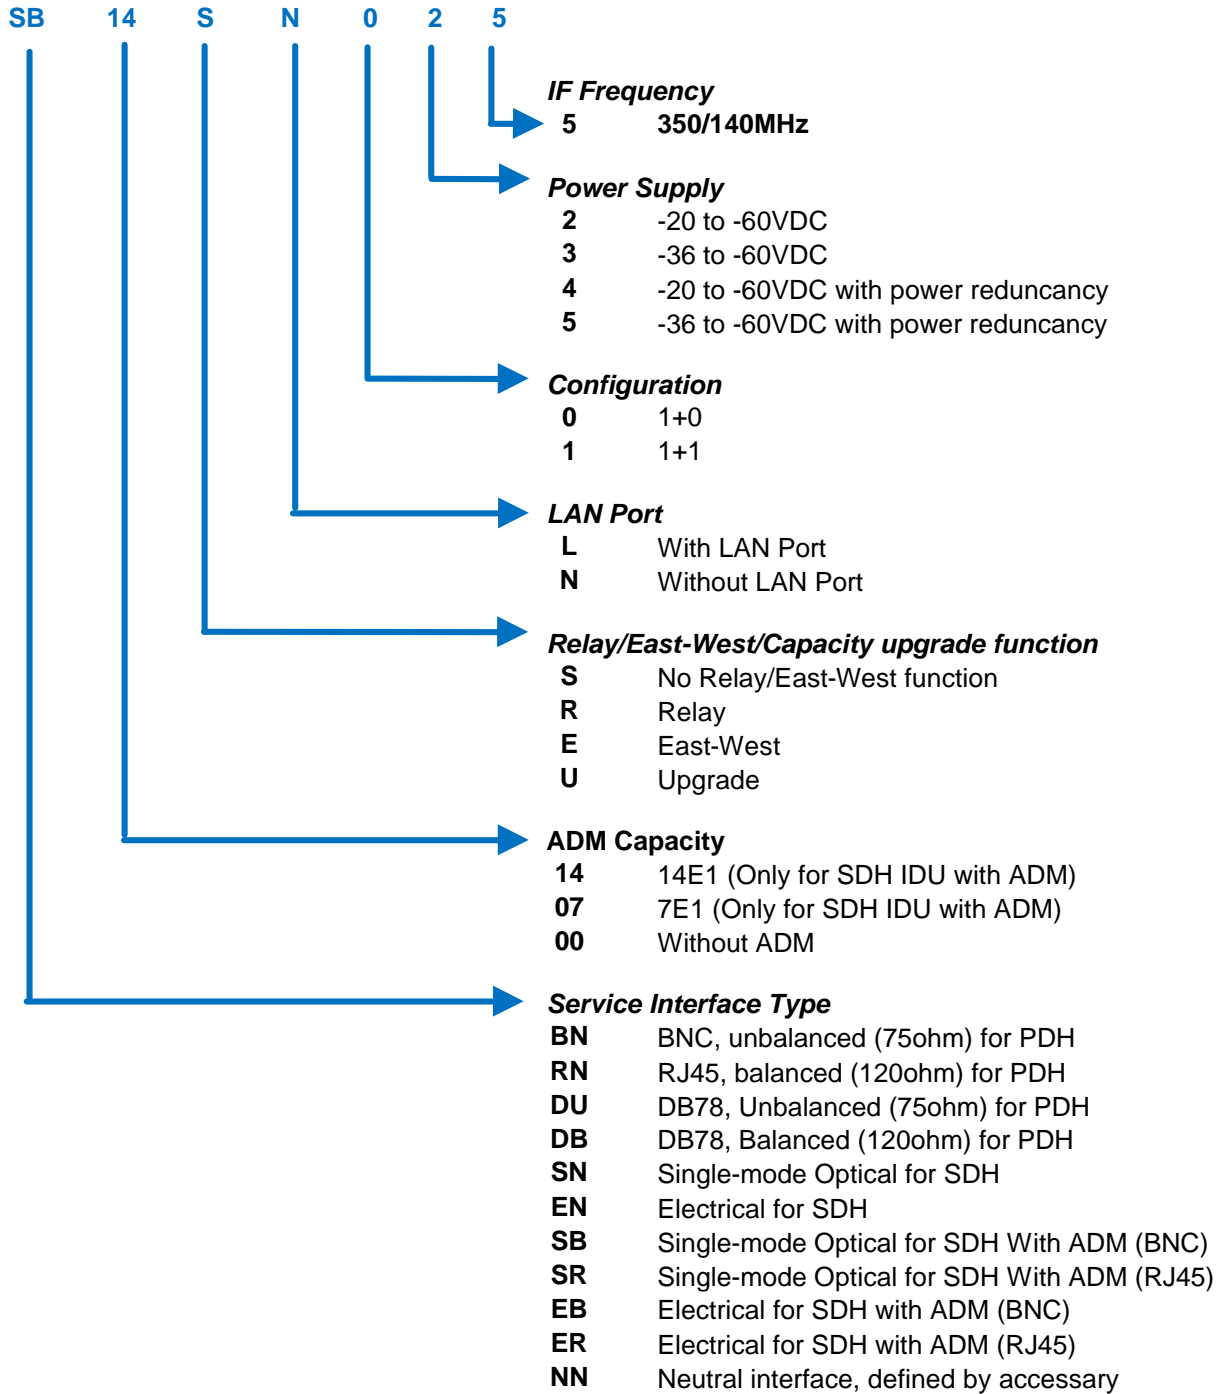 SB 14 S N 0 2 5
IF Frequency
5 350/140MHz
Power Supply
2 -20 to -60VDC
3 -36 to -60VDC
4 -20 to -60VDC with power reduncancy
5 -36 to -60VDC with power reduncancy
Configuration
0 1+0
1 1+1
LAN Port
L With LAN Port
N Without LAN Port
Relay/East-West/Capacity upgrade function
S No Relay/East-West function
R Relay
E East-West
U Upgrade
ADM Capacity
14 14E1 (Only for SDH IDU with ADM)
07 7E1 (Only for SDH IDU with ADM)
00 Without ADM
Service Interface Type
BN BNC, unbalanced (75ohm) for PDH
RN RJ45, balanced (120ohm) for PDH
DU DB78, Unbalanced (75ohm) for PDH
DB DB78, Balanced (120ohm) for PDH
SN Single-mode Optical for SDH
EN Electrical for SDH
SB Single-mode Optical for SDH With ADM (BNC)
SR Single-mode Optical for SDH With ADM (RJ45)
EB Electrical for SDH with ADM (BNC)
ER Electrical for SDH with ADM (RJ45)
NN Neutral interface, defined by accessary